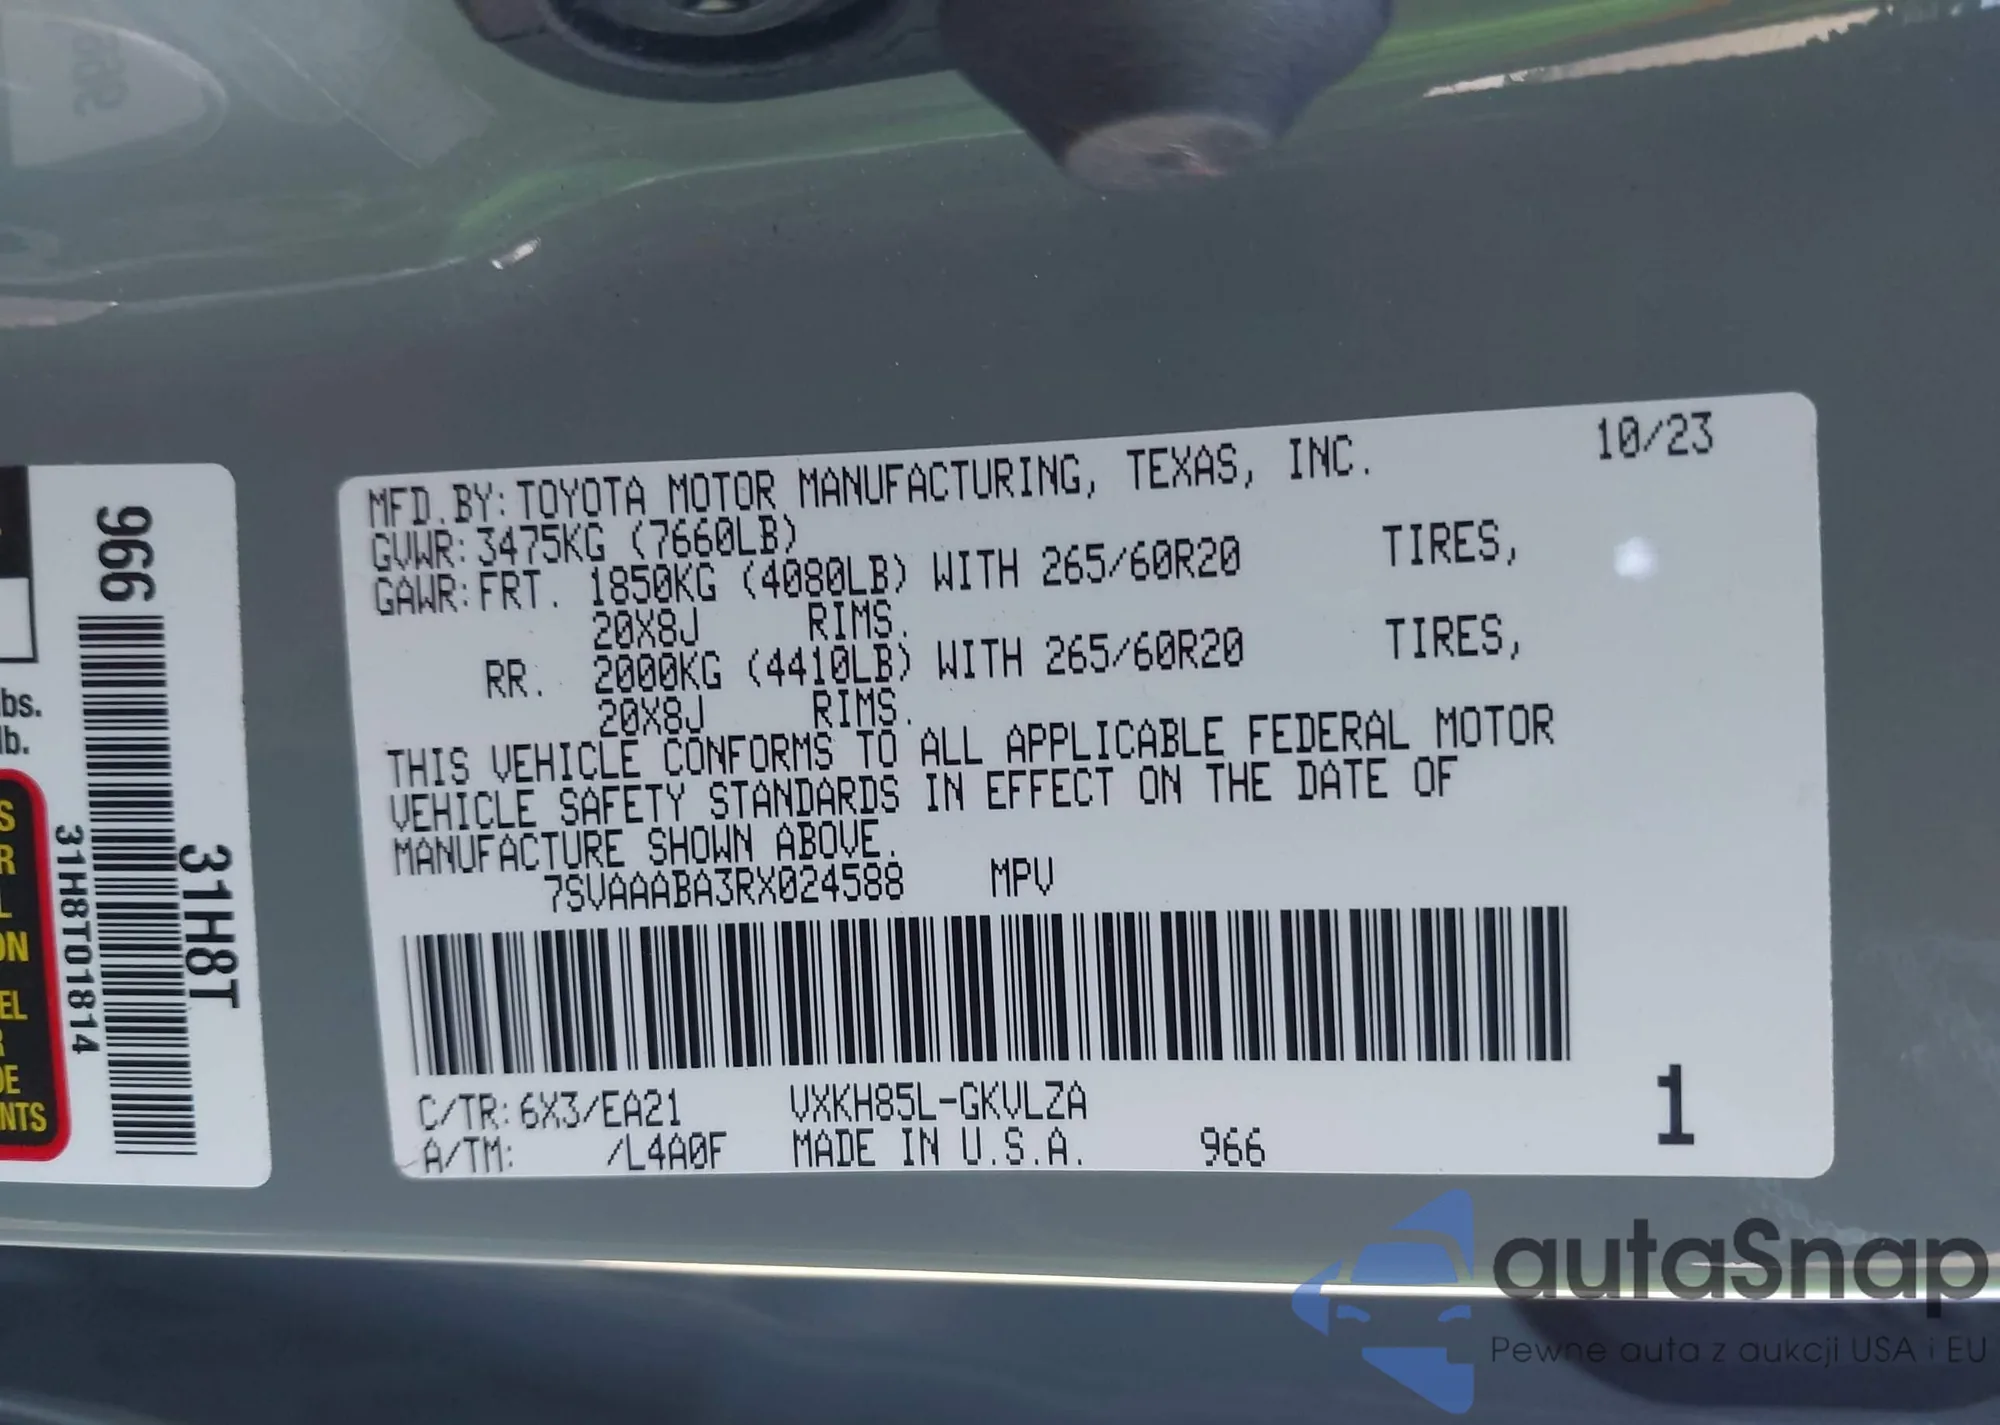 MFD.BY:TOYOTA MOTOR MANUFACTURING, TEXAS, INC. 10/23
GVWR:3475KG (7660LB)
GAWR:FRT. 1850KG (4080LB) WITH 265/60R20 TIRES,
20X8J RIMS.
RR. 2000KG (4410LB) WITH 265/60R20 TIRES,
20X8J RIMS.
THIS VEHICLE CONFORMS TO ALL APPLICABLE FEDERAL MOTOR
VEHICLE SAFETY STANDARDS IN EFFECT ON THE DATE OF
MANUFACTURE SHOWN ABOVE.
7SVAAABA3RX024588 MPV
C/TR:6X3/EA21 VXKH85L-GKVLZA
A/TM: /L4A0F MADE IN U.S.A. 966
1
966
31H8T
31H8T01814
lbs.
lb.
NTS
autaSnap
Pewne auta z aukcji USA i EU